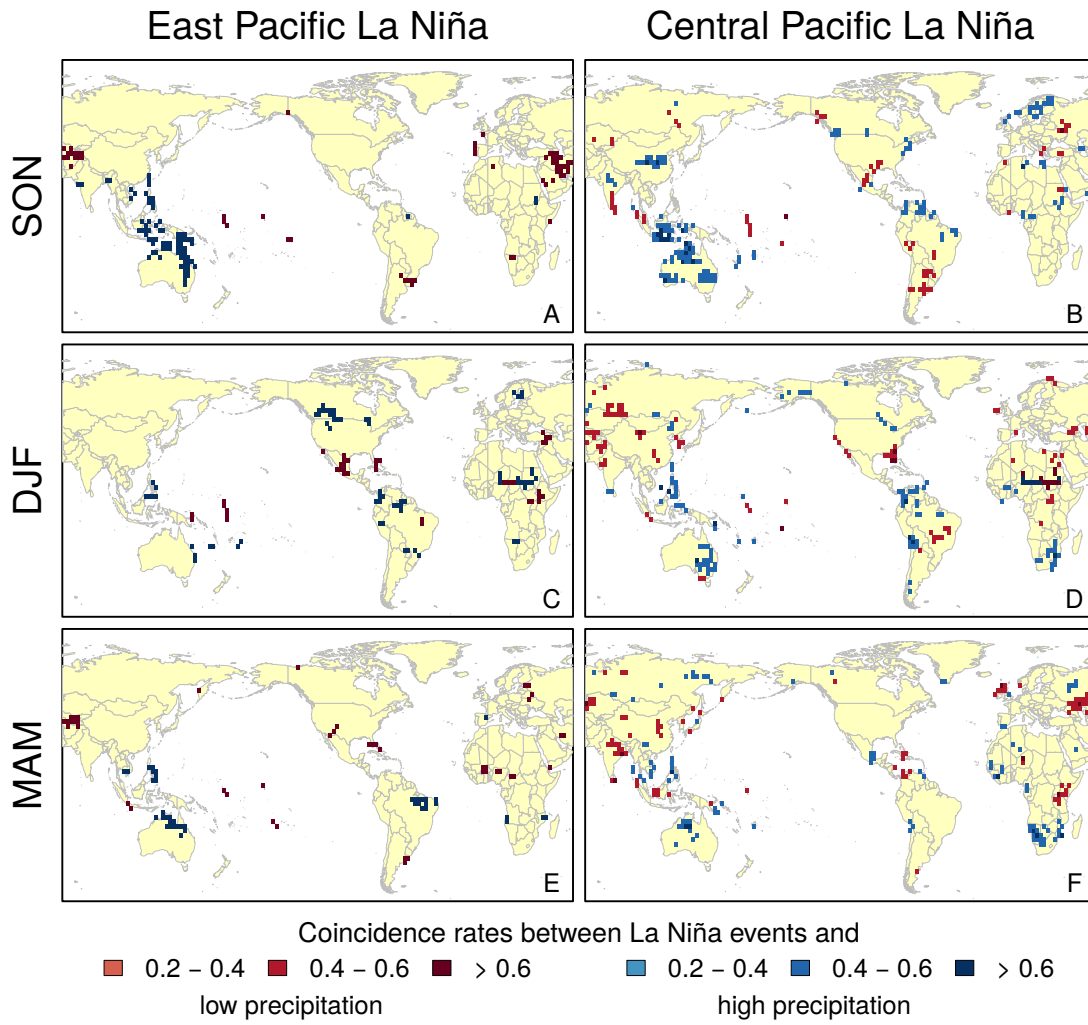 East Pacific La Niña
Central Pacific La Niña
SON
A
B
DJF
C
D
MAM
E
F
Coincidence rates between La Niña events and
0.2 − 0.4
0.4 − 0.6
> 0.6
0.2 − 0.4
0.4 − 0.6
> 0.6
low precipitation
high precipitation